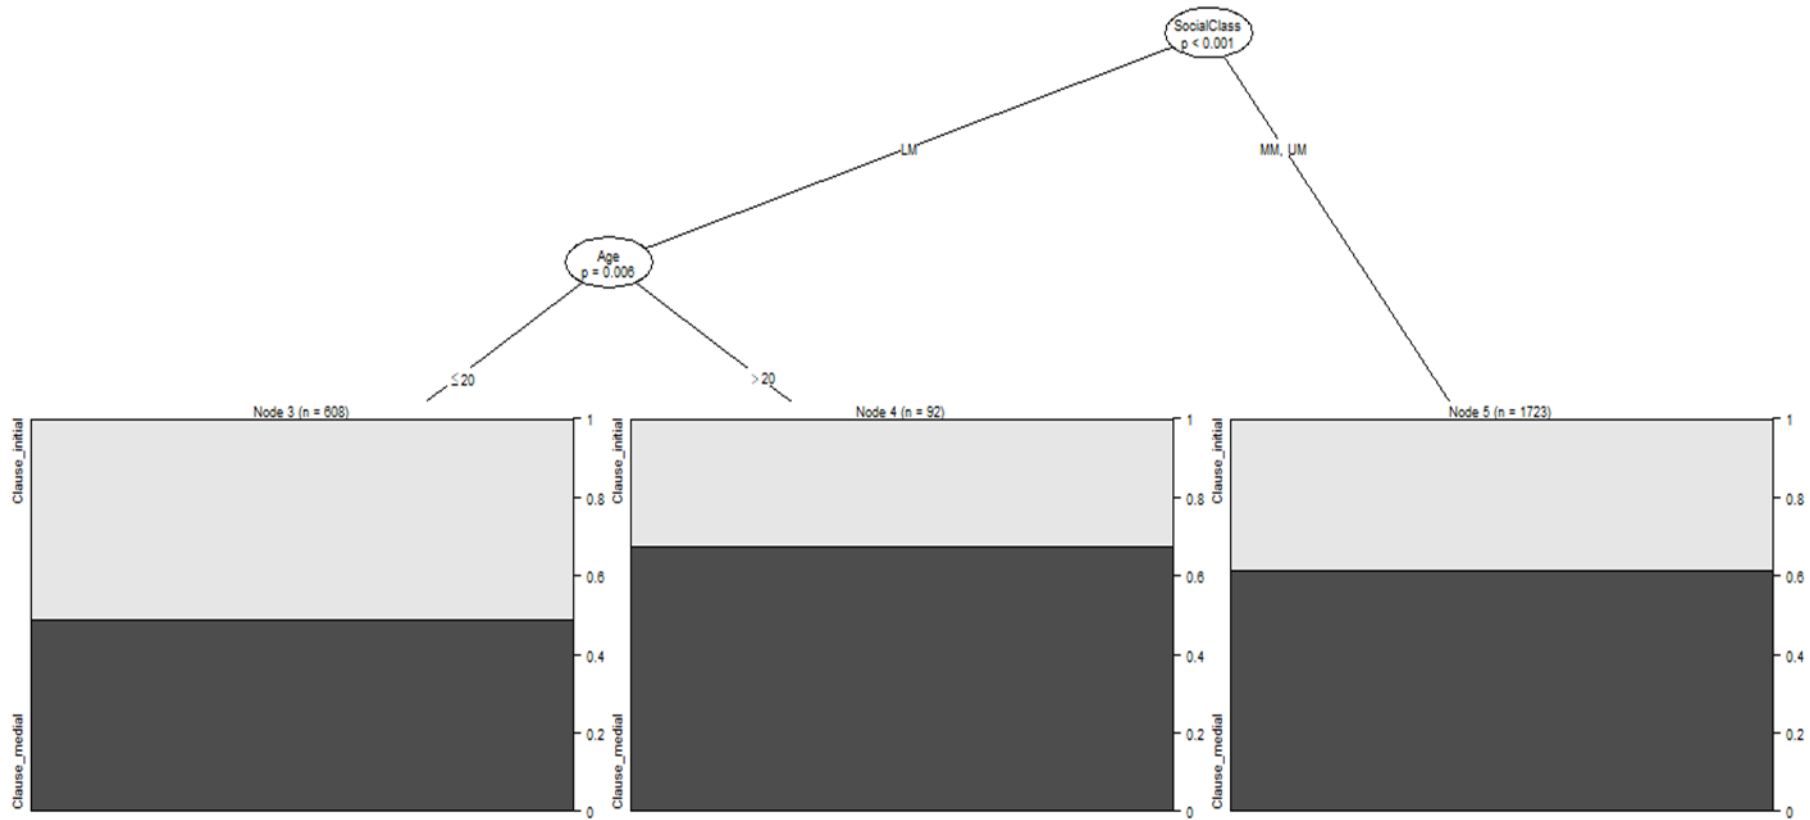 SocialClass
p < 0.001
LM
MM, UM
Age
p = 0.006
≤ 20
> 20
Node 3 (n = 608)
Node 4 (n = 92)
Node 5 (n = 1723)
Clause_initial
Clause_medial
1
0.8
0.6
0.4
0.2
0
Clause_initial
Clause_medial
1
0.8
0.6
0.4
0.2
0
Clause_initial
Clause_medial
1
0.8
0.6
0.4
0.2
0